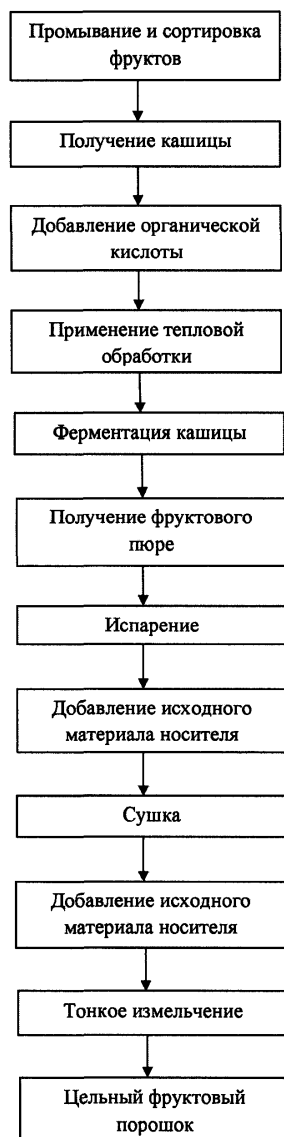 Промывание и сортировка
фруктов
Получение кашицы
Добавление органической
кислоты
Применение тепловой
обработки
Ферментация кашицы
Получение фруктового
пюре
Испарение
Добавление исходного
материала носителя
Сушка
Добавление исходного
материала носителя
Тонкое измельчение
Цельный фруктовый
порошок